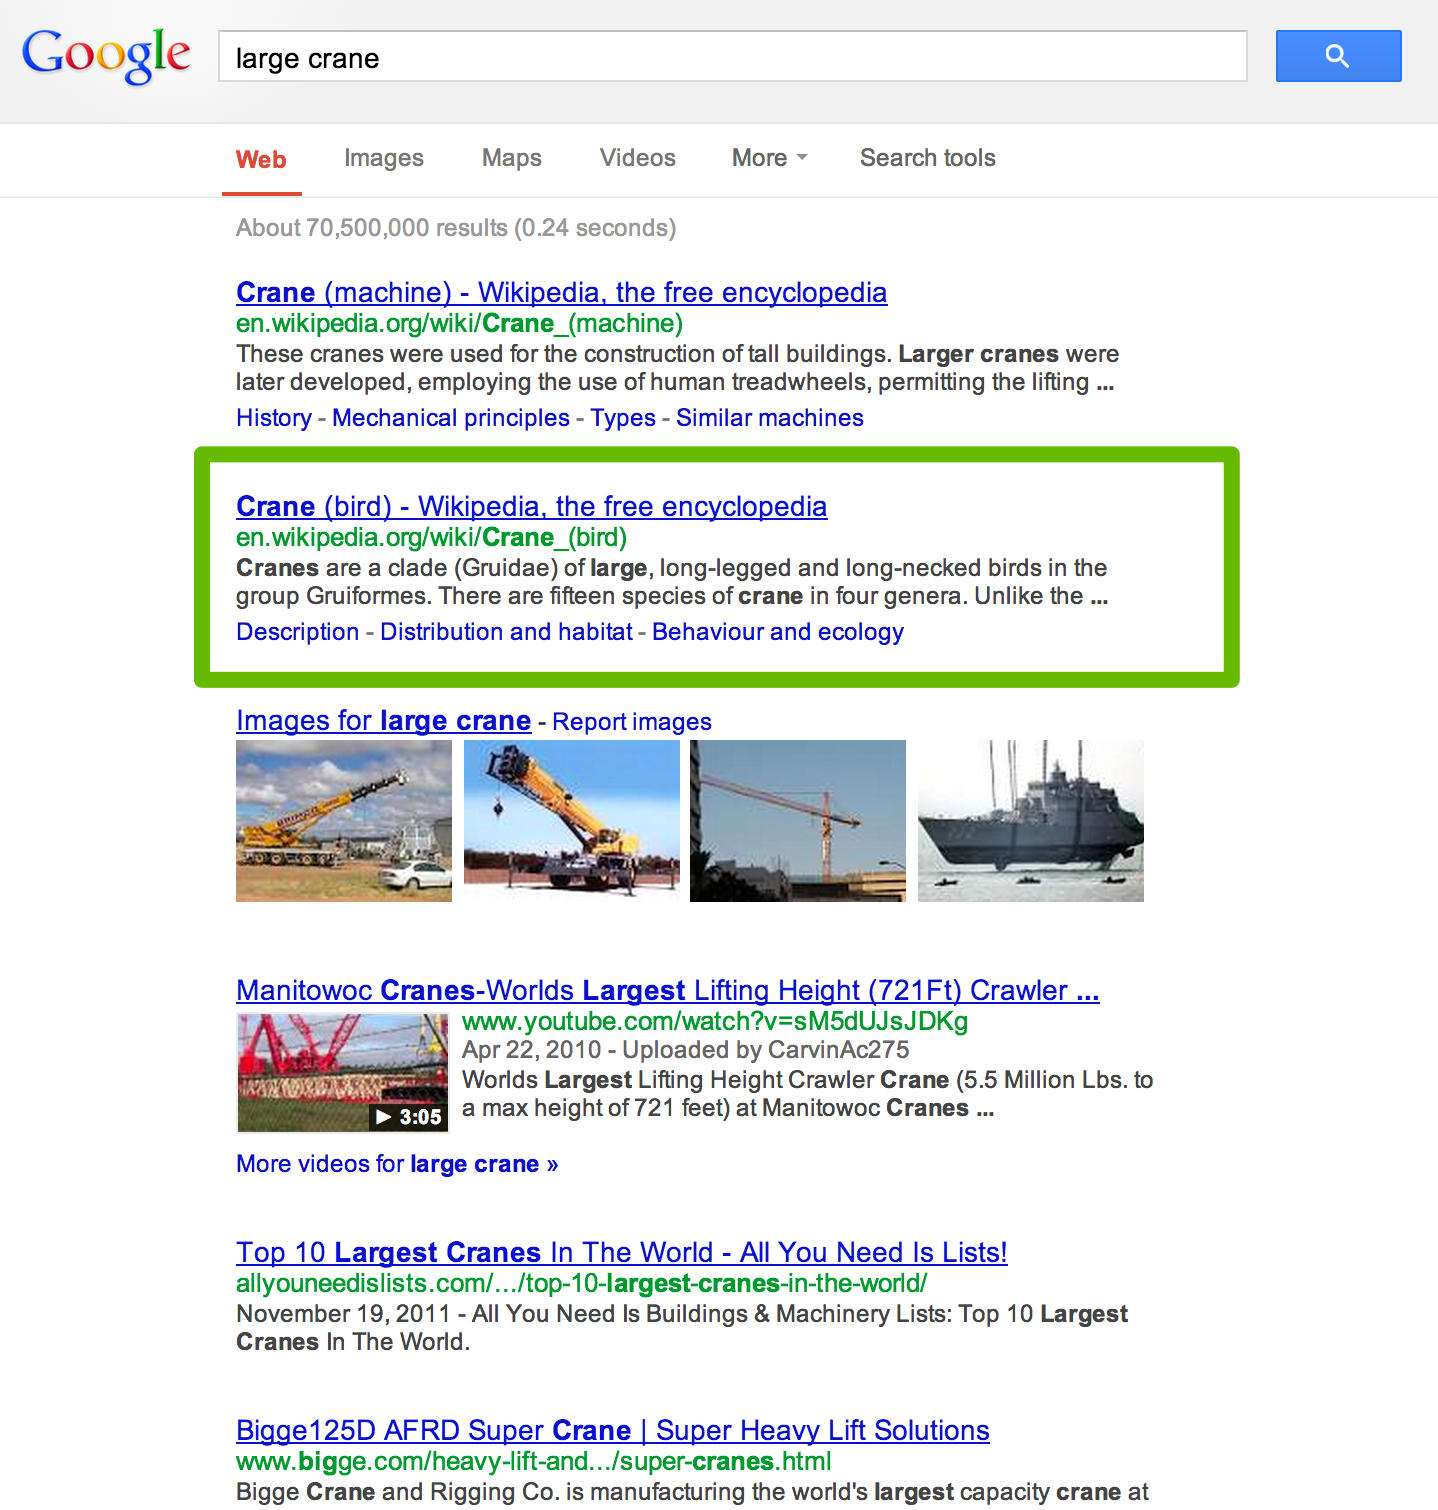 Google
large crane
Web Images Maps Videos More Search tools
About 70,500,000 results (0.24 seconds)
Crane (machine) - Wikipedia, the free encyclopedia
en.wikipedia.org/wiki/Crane_(machine)
These cranes were used for the construction of tall buildings. Larger cranes were
later developed, employing the use of human treadwheels, permitting the lifting ...
History - Mechanical principles - Types - Similar machines
Crane (bird) - Wikipedia, the free encyclopedia
en.wikipedia.org/wiki/Crane_(bird)
Cranes are a clade (Gruidae) of large, long-legged and long-necked birds in the
group Gruiformes. There are fifteen species of crane in four genera. Unlike the ...
Description - Distribution and habitat - Behaviour and ecology
Images for large crane - Report images
Manitowoc Cranes-Worlds Largest Lifting Height (721Ft) Crawler ...
www.youtube.com/watch?v=sM5dUJsJDKg
Apr 22, 2010 - Uploaded by CarvinAc275
Worlds Largest Lifting Height Crawler Crane (5.5 Million Lbs. to
a max height of 721 feet) at Manitowoc Cranes ...
3:05
More videos for large crane »
Top 10 Largest Cranes In The World - All You Need Is Lists!
allyouneedislists.com/.../top-10-largest-cranes-in-the-world/
November 19, 2011 - All You Need Is Buildings & Machinery Lists: Top 10 Largest
Cranes In The World.
Bigge125D AFRD Super Crane | Super Heavy Lift Solutions
www.bigge.com/heavy-lift-and.../super-cranes.html
Bigge Crane and Rigging Co. is manufacturing the world's largest capacity crane at